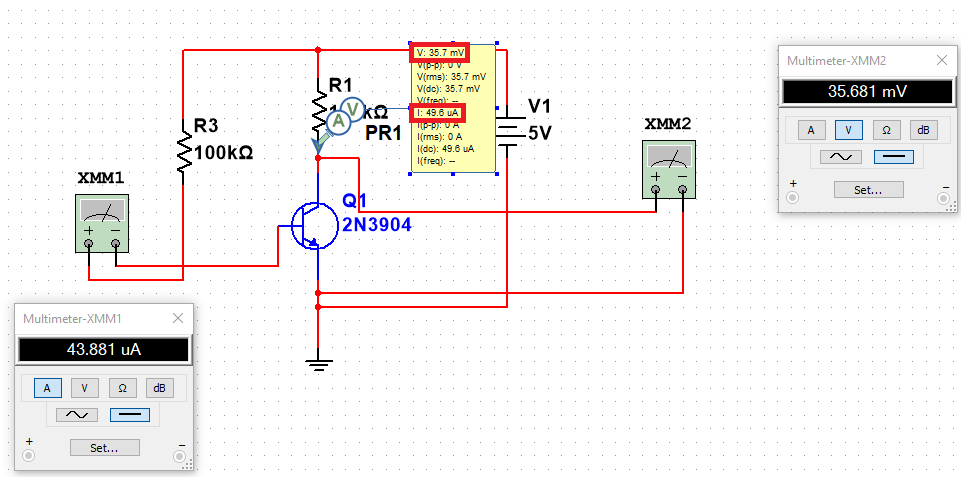 V: 35.7 mV
V(p-p): 0 V
V(rms): 35.7 mV
V(dc): 35.7 mV
V(freq): --
I: 49.6 uA
I(p-p): 0 A
I(rms): 0 A
I(dc): 49.6 uA
I(freq): --
R1
kΩ
V
A
PR1
V1
5V
R3
100kΩ
XMM1
+ −
Q1
2N3904
XMM2
+ −
Multimeter-XMM2
35.681 mV
A V Ω dB
Set...
+ −
Multimeter-XMM1
43.881 uA
A V Ω dB
Set...
+ −